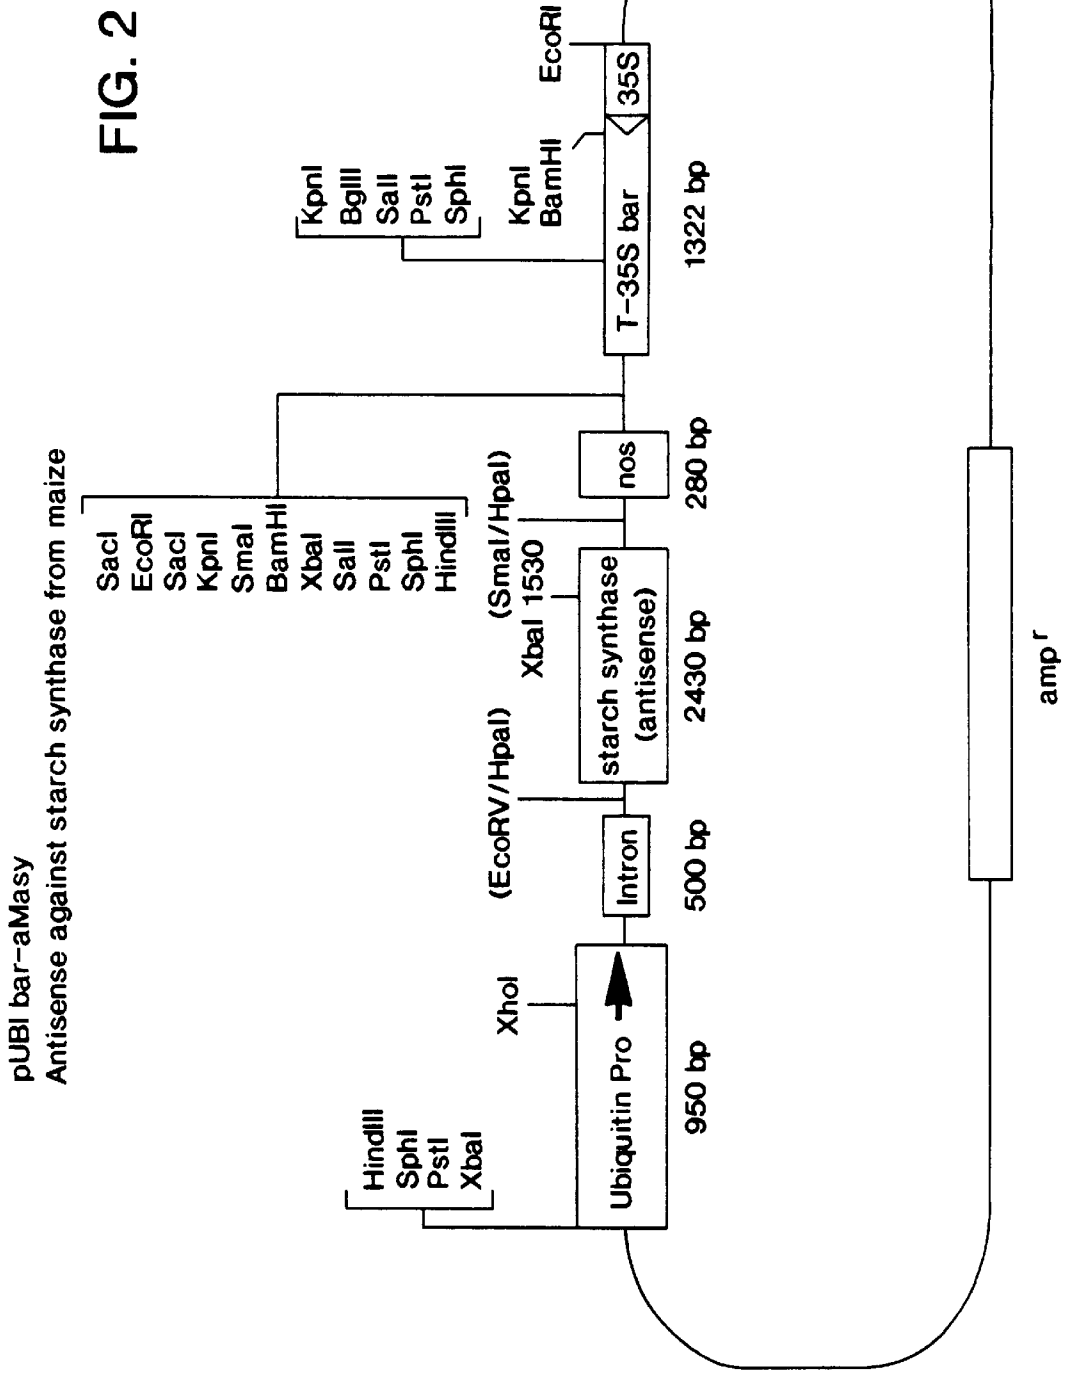 FIG. 2
pUBI bar-aMasy
Antisense against starch synthase from maize
HindIII
SphI
PstI
XbaI
XhoI
(EcoRV/HpaI)
XbaI 1530
(SmaI/HpaI)
SacI
EcoRI
SacI
KpnI
SmaI
BamHI
XbaI
SalI
PstI
SphI
HindIII
KpnI
BglII
SalI
PstI
SphI
KpnI
BamHI
EcoRI
Ubiquitin Pro
Intron
starch synthase
(antisense)
nos
T-35S bar
35S
950 bp
500 bp
2430 bp
280 bp
1322 bp
amp r